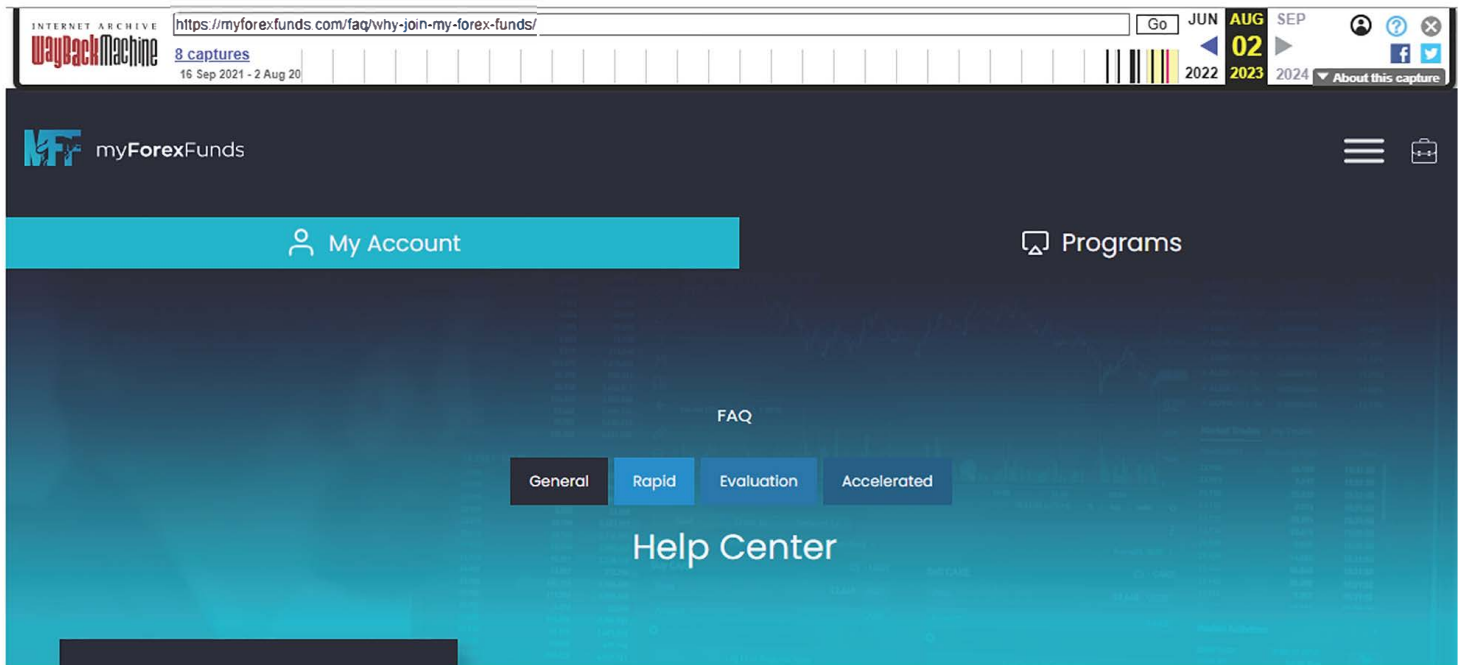 INTERNET ARCHIVE
WayBackMachine
https://myforexfunds.com/faq/why-join-my-forex-funds/
Go
JUN AUG SEP
02
2022 2023 2024
8 captures
16 Sep 2021 - 2 Aug 20
About this capture
MFF myForexFunds
My Account
Programs
FAQ
General Rapid Evaluation Accelerated
Help Center